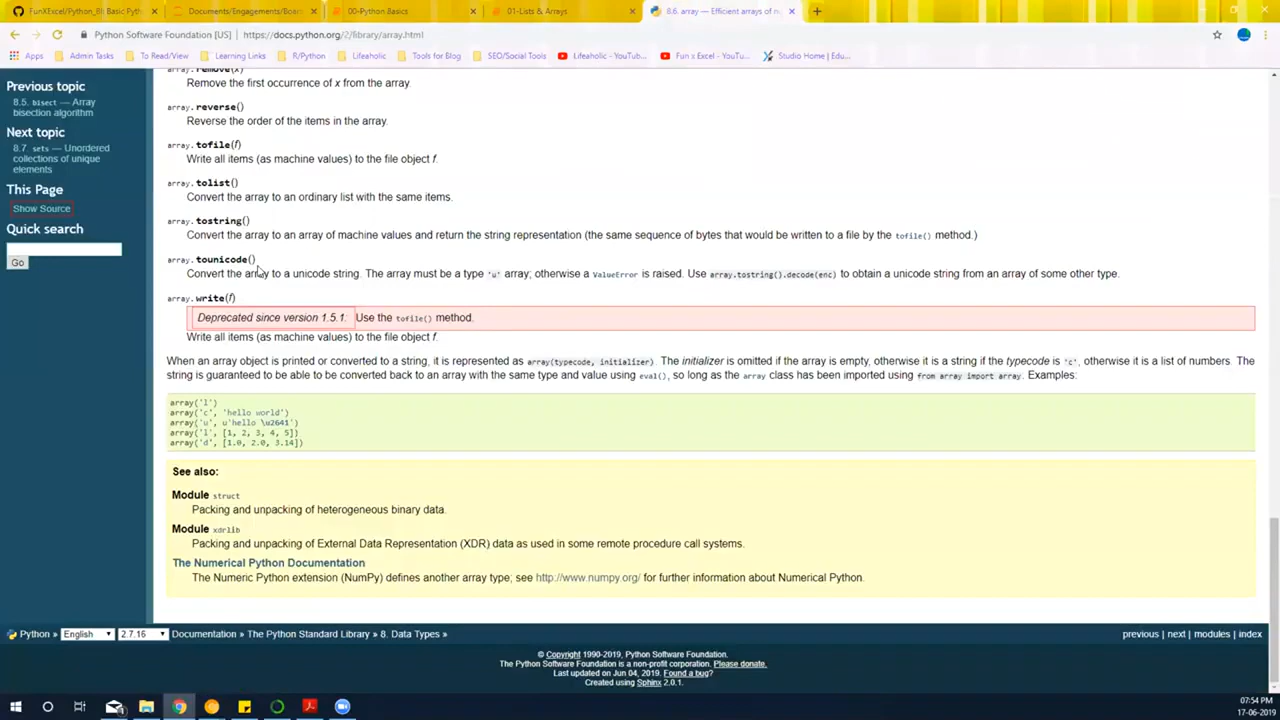 FunXExcel/Python_BI: Basic Pyth
Documents/Engagements/Board
00-Python Basics
01-Lists & Arrays
8.6. array — Efficient arrays of n
Python Software Foundation [US]
https://docs.python.org/2/library/array.html
Apps
Admin Tasks
To Read/View
Learning Links
R/Python
Lifeaholic
Tools for Blog
SEO/Social Tools
Lifeaholic - YouTub...
Fun x Excel - YouTu...
Studio Home | Edu...
Previous topic
8.5. bisect — Array
bisection algorithm
Next topic
8.7. sets — Unordered
collections of unique
elements
This Page
Show Source
Quick search
Go
array.remove(x)
Remove the first occurrence of x from the array.
array.reverse()
Reverse the order of the items in the array.
array.tofile(f)
Write all items (as machine values) to the file object f.
array.tolist()
Convert the array to an ordinary list with the same items.
array.tostring()
Convert the array to an array of machine values and return the string representation (the same sequence of bytes that would be written to a file by the tofile() method.)
array.tounicode()
Convert the array to a unicode string. The array must be a type 'u' array; otherwise a ValueError is raised. Use array.tostring().decode(enc) to obtain a unicode string from an array of some other type.
array.write(f)
Deprecated since version 1.5.1: Use the tofile() method.
Write all items (as machine values) to the file object f.
When an array object is printed or converted to a string, it is represented as array(typecode, initializer). The initializer is omitted if the array is empty, otherwise it is a string if the typecode is 'c', otherwise it is a list of numbers. The
string is guaranteed to be able to be converted back to an array with the same type and value using eval(), so long as the array class has been imported using from array import array. Examples:
array('l')
array('c', 'hello world')
array('u', u'hello \u2641')
array('l', [1, 2, 3, 4, 5])
array('d', [1.0, 2.0, 3.14])
See also:
Module struct
Packing and unpacking of heterogeneous binary data.
Module xdrlib
Packing and unpacking of External Data Representation (XDR) data as used in some remote procedure call systems.
The Numerical Python Documentation
The Numeric Python extension (NumPy) defines another array type; see http://www.numpy.org/ for further information about Numerical Python.
Python » English 2.7.16 Documentation » The Python Standard Library » 8. Data Types »
previous | next | modules | index
© Copyright 1990-2019, Python Software Foundation.
The Python Software Foundation is a non-profit corporation. Please donate.
Last updated on Jun 04, 2019. Found a bug?
Created using Sphinx 2.0.1.
07:54 PM
17-06-2019